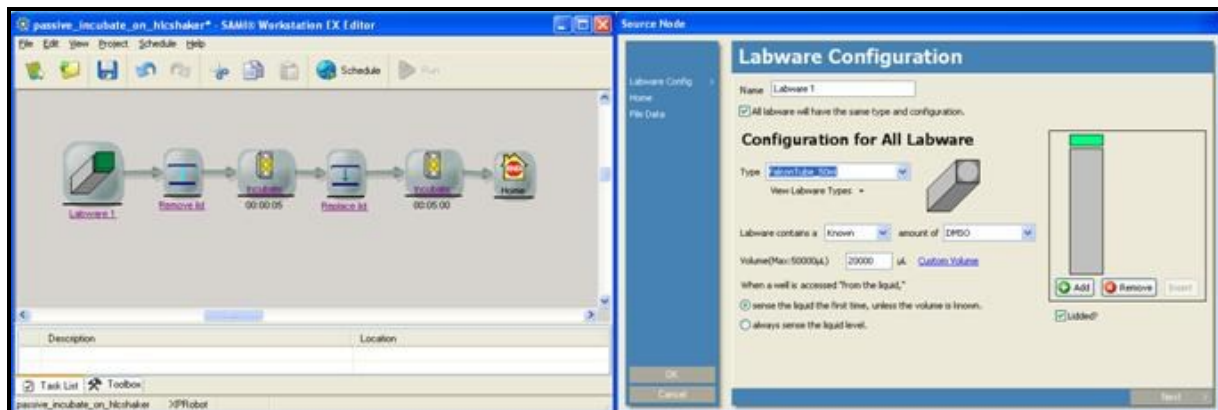 passive_incubate_on_hlcshaker* - SAMI® Workstation EX Editor
File Edit View Project Schedule Help
Schedule Run
Labware 1
Remove lid
Incubate
00:00:05
Replace lid
Incubate
00:05:00
Home
Description Location
Task List Toolbox
passive_incubate_on_hlcshaker XPRobot
Source Node
Labware Config >
Home
File Data
OK
Cancel
Labware Configuration
Name Labware 1
All labware will have the same type and configuration.
Configuration for All Labware
Type FalconTube_50ml
View Labware Types
Labware contains a Known amount of DMSO
Volume(Max:50000µL) 20000 µL Custom Volume
When a well is accessed "from the liquid,"
sense the liquid the first time, unless the volume is known.
always sense the liquid level.
Add Remove Insert
Lidded?
Next >